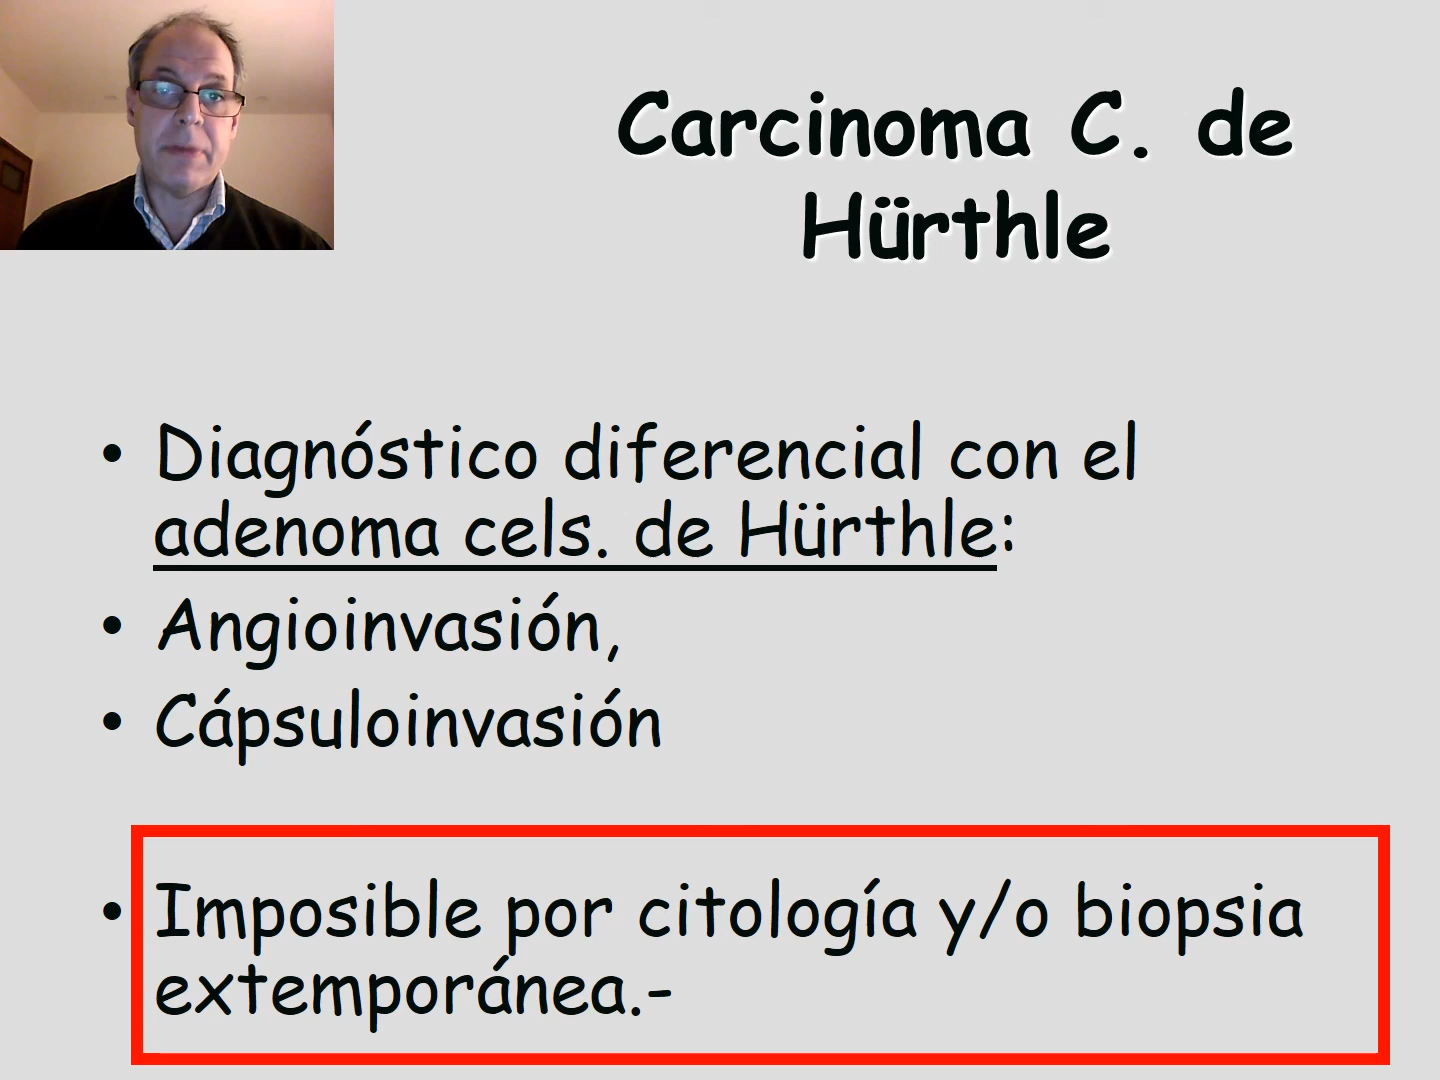 Carcinoma C. de
Hürthle
• Diagnóstico diferencial con el
adenoma cels. de Hürthle:
• Angioinvasión,
• Cápsuloinvasión
• Imposible por citología y/o biopsia
extemporánea.-